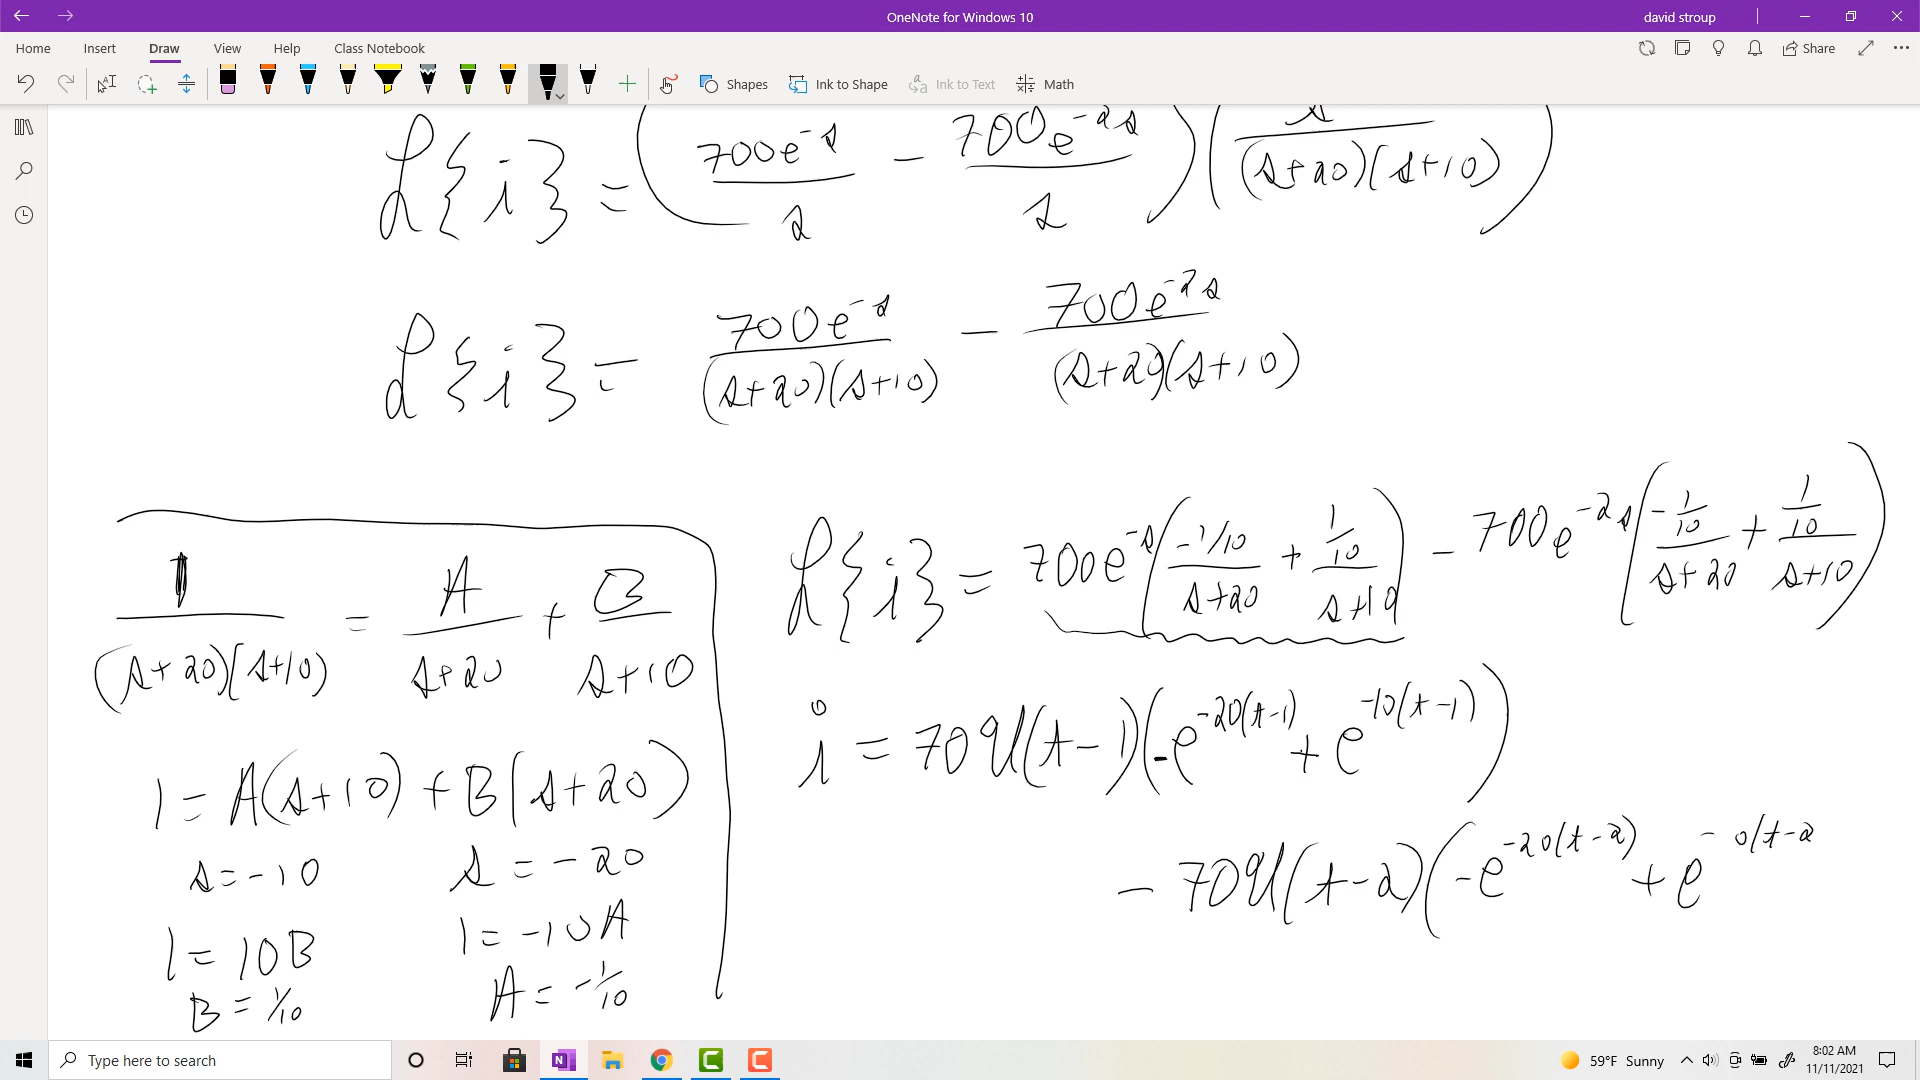 OneNote for Windows 10
david stroup
Home Insert Draw View Help Class Notebook
Share
Shapes Ink to Shape Ink to Text Math
ℒ{i} = (700e^-s / s - 700e^-2s / s) (s / (s+20)(s+10))
ℒ{i} = 700e^-s / (s+20)(s+10) - 700e^-2s / (s+20)(s+10)
ℒ{i} = 700e^-s (-1/10 / s+20 + 1/10 / s+10) - 700e^-2s (-1/10 / s+20 + 1/10 / s+10)
1 / (s+20)(s+10) = A / s+20 + B / s+10
i = 70 𝒰(t-1)(-e^-20(t-1) + e^-10(t-1))
1 = A(s+10) + B(s+20)
- 70 𝒰(t-2)(-e^-20(t-2) + e^- 0(t-2
s = -10 s = -20
1 = 10B 1 = -10A
B = 1/10 A = -1/10
Type here to search
59°F Sunny
8:02 AM
11/11/2021